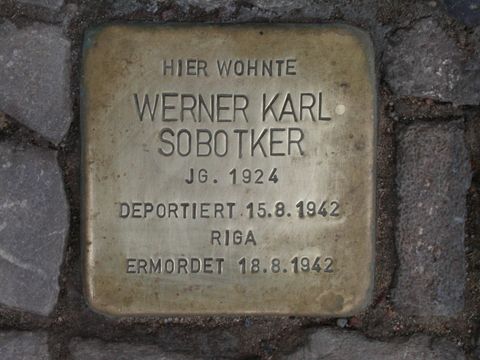 HIER WOHNTE
WERNER KARL
SOBOTKER
JG. 1924
DEPORTIERT 15.8.1942
RIGA
ERMORDET 18.8.1942